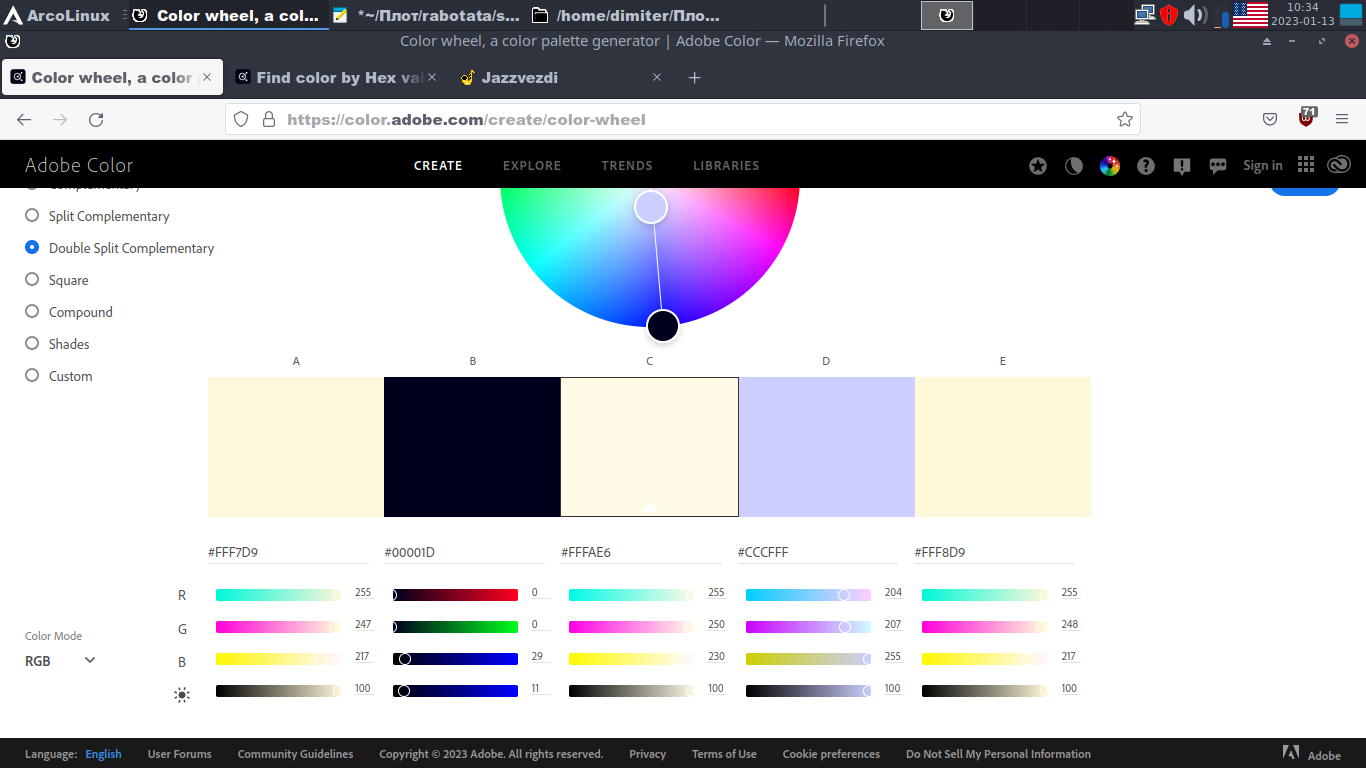 ArcoLinux
Color wheel, a col...
*~/Плот/rabotata/s...
/home/dimiter/Пло...
10:34
2023-01-13
Color wheel, a color palette generator | Adobe Color — Mozilla Firefox
Color wheel, a color
Find color by Hex val
Jazzvezdi
https://color.adobe.com/create/color-wheel
71
Adobe Color
CREATE
EXPLORE
TRENDS
LIBRARIES
Sign in
Complementary
Split Complementary
Double Split Complementary
Square
Compound
Shades
Custom
A B C D E
#FFF7D9 #00001D #FFFAE6 #CCCFFF #FFF8D9
R 255 0 255 204 255
G 247 0 250 207 248
B 217 29 230 255 217
100 11 100 100 100
Color Mode
RGB
Language: English User Forums Community Guidelines Copyright © 2023 Adobe. All rights reserved. Privacy Terms of Use Cookie preferences Do Not Sell My Personal Information Adobe